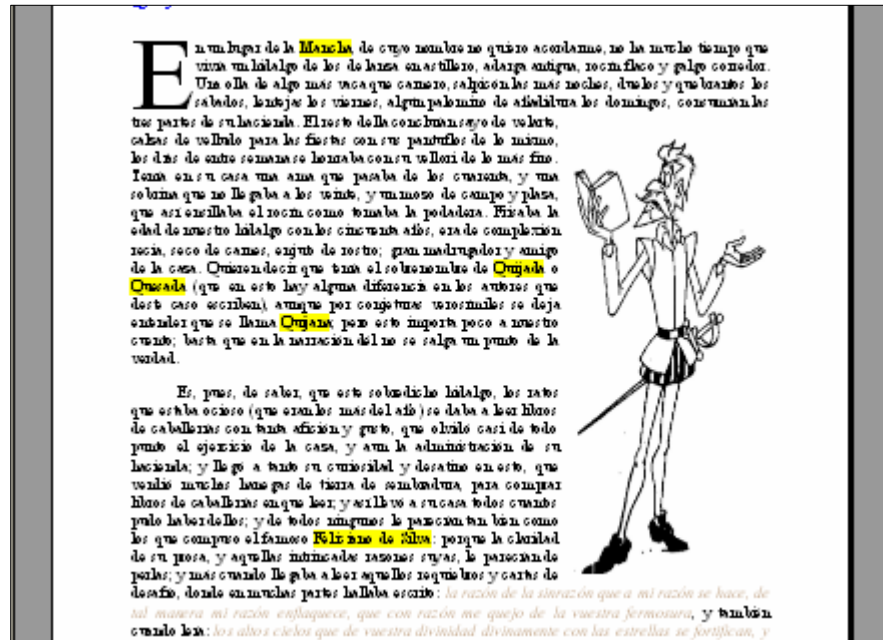 En un lugar de la Mancha, de cuyo nombre no quiero acordarme, no ha mucho tiempo que
vivía un hidalgo de los de lanza en astillero, adarga antigua, rocín flaco y galgo corredor.
Una olla de algo más vaca que carnero, salpicón las más noches, duelos y quebrantos los
sábados, lentejas los viernes, algún palomino de añadidura los domingos, consumían las
tres partes de su hacienda. El resto della concluían sayo de velarte,
calzas de velludo para las fiestas con sus pantuflos de lo mismo,
los días de entre semana se honraba con su vellori de lo más fino.
Tenía en su casa una ama que pasaba de los cuarenta, y una
sobrina que no llegaba a los veinte, y un mozo de campo y plaza,
que así ensillaba el rocín como tomaba la podadera. Frisaba la
edad de nuestro hidalgo con los cincuenta años, era de complexión
recia, seco de carnes, enjuto de rostro; gran madrugador y amigo
de la caza. Quieren decir que tenía el sobrenombre de Quijada o
Quesada (que en esto hay alguna diferencia en los autores que
deste caso escriben), aunque por conjeturas verosímiles se deja
entender que se llama Quijana; pero esto importa poco a nuestro
cuento; basta que en la narración del no se salga un punto de la
verdad.
Es, pues, de saber, que este sobredicho hidalgo, los ratos
que estaba ocioso (que eran los más del año) se daba a leer libros
de caballerías con tanta afición y gusto, que olvidó casi de todo
punto el ejercicio de la caza, y aun la administración de su
hacienda; y llegó a tanto su curiosidad y desatino en esto, que
vendió muchas hanegas de tierra de sembradura, para comprar
libros de caballerías en que leer; y así llevó a su casa todos cuantos
pudo haber dellos; y de todos ningunos le parecían tan bien como
los que compuso el famoso Feliciano de Silva: porque la claridad
de su prosa, y aquellas intrincadas razones suyas, le parecían de
perlas; y más cuando llegaba a leer aquellos requiebros y cartas de
desafío, donde en muchas partes hallaba escrito: la razón de la sinrazón que a mi razón se hace, de
tal manera mi razón enflaquece, que con razón me quejo de la vuestra fermosura, y también
cuando leía: los altos cielos que de vuestra divinidad divinamente con las estrellas se fortifican, y